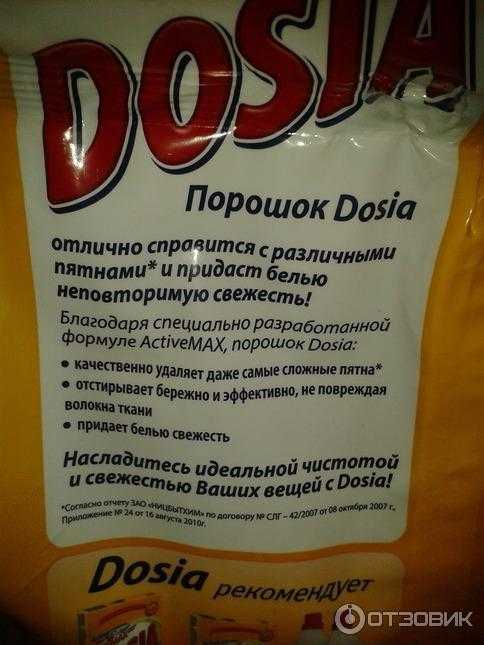 DOSIA
Порошок Dosia
отлично справится с различными
пятнами* и придаст белью
неповторимую свежесть!
Благодаря специально разработанной
формуле ActiveMAX, порошок Dosia:
• качественно удаляет даже самые сложные пятна*
• отстирывает бережно и эффективно, не повреждая
волокна ткани
• придает белью свежесть
Насладитесь идеальной чистотой
и свежестью Ваших вещей с Dosia!
*Согласно отчету ЗАО «НИЦБЫТХИМ» по договору № СЛГ – 42/2007 от 08 октября 2007 г.,
Приложение № 24 от 16 августа 2010г.
Dosia рекомендует
ОТЗОВИК